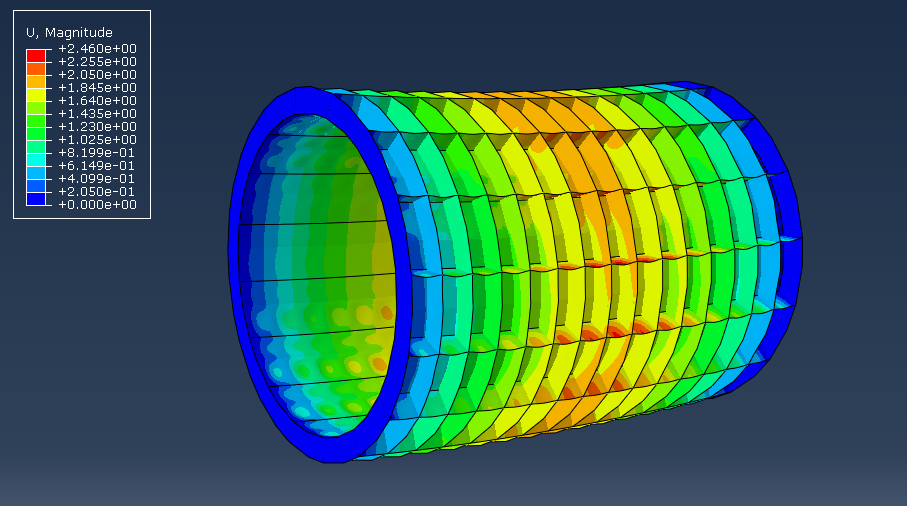 U, Magnitude
+2.460e+00
+2.255e+00
+2.050e+00
+1.845e+00
+1.640e+00
+1.435e+00
+1.230e+00
+1.025e+00
+8.199e-01
+6.149e-01
+4.099e-01
+2.050e-01
+0.000e+00